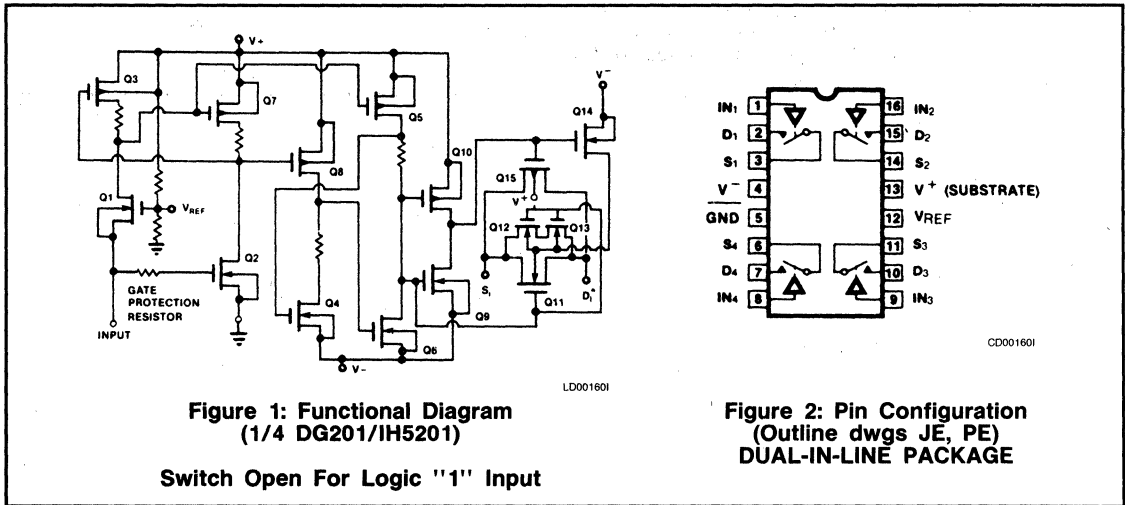 V+
Q3
Q7
Q5
V-
Q14
Q10
Q8
Q15
V+
Q1
VREF
Q12
Q13
Q2
GATE
PROTECTION
RESISTOR
Q4
Si
Di
Q11
Q9
INPUT
Q6
V-
LD00160I
Figure 1: Functional Diagram
(1/4 DG201/IH5201)
Switch Open For Logic "1" Input
IN1 1
16 IN2
D1 2
15 D2
S1 3
14 S2
V- 4
13 V+ (SUBSTRATE)
GND 5
12 VREF
S4 6
11 S3
D4 7
10 D3
IN4 8
9 IN3
CD00160I
Figure 2: Pin Configuration
(Outline dwgs JE, PE)
DUAL-IN-LINE PACKAGE